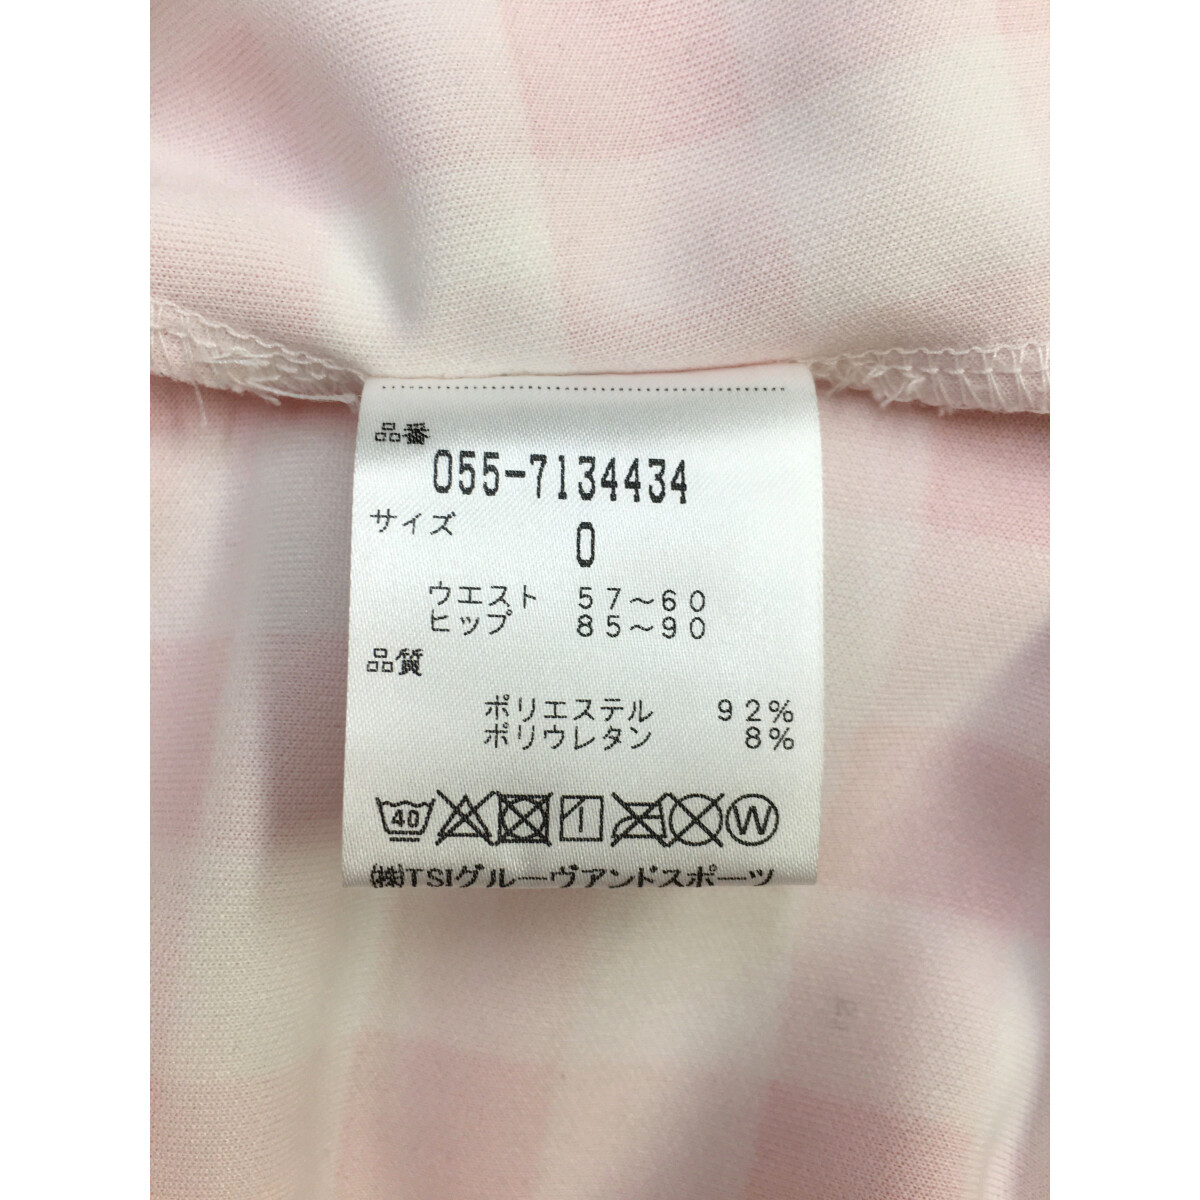 品番
055-7134434
サイズ
0
ウエスト 57～60
ヒップ 85～90
品質
ポリエステル 92%
ポリウレタン 8%
40 W
㈱TSIグルーヴアンドスポーツ